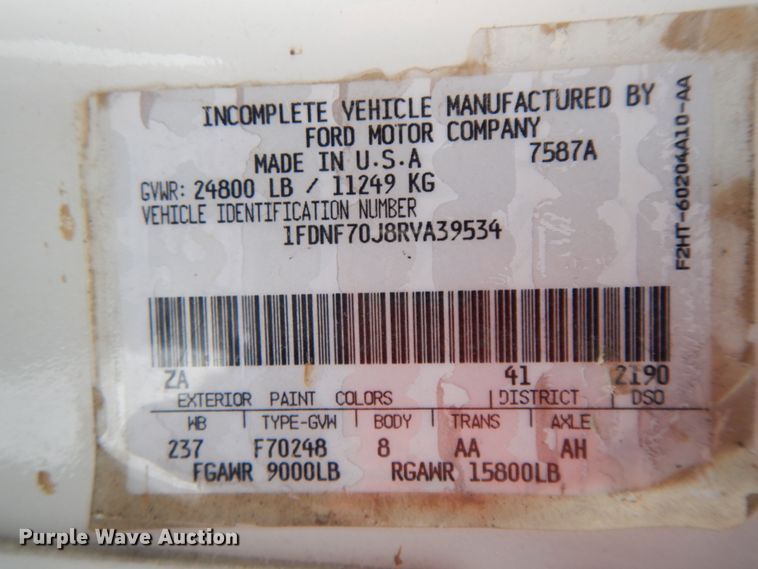 INCOMPLETE VEHICLE MANUFACTURED BY
FORD MOTOR COMPANY
MADE IN U.S.A 7587A
GVWR: 24800 LB / 11249 KG
VEHICLE IDENTIFICATION NUMBER
1FDNF70J8RVA39534
F2HT-60204A10-AA
ZA 41 2190
EXTERIOR PAINT COLORS DISTRICT DSO
WB TYPE-GVW BODY TRANS AXLE
237 F70248 8 AA AH
FGAWR 9000LB RGAWR 15800LB
Purple Wave Auction